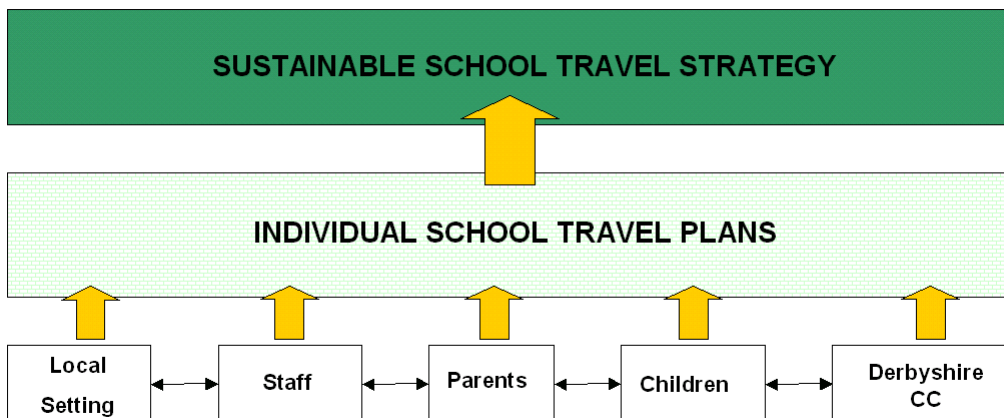 SUSTAINABLE SCHOOL TRAVEL STRATEGY
INDIVIDUAL SCHOOL TRAVEL PLANS
Local
Setting
Staff
Parents
Children
Derbyshire
CC